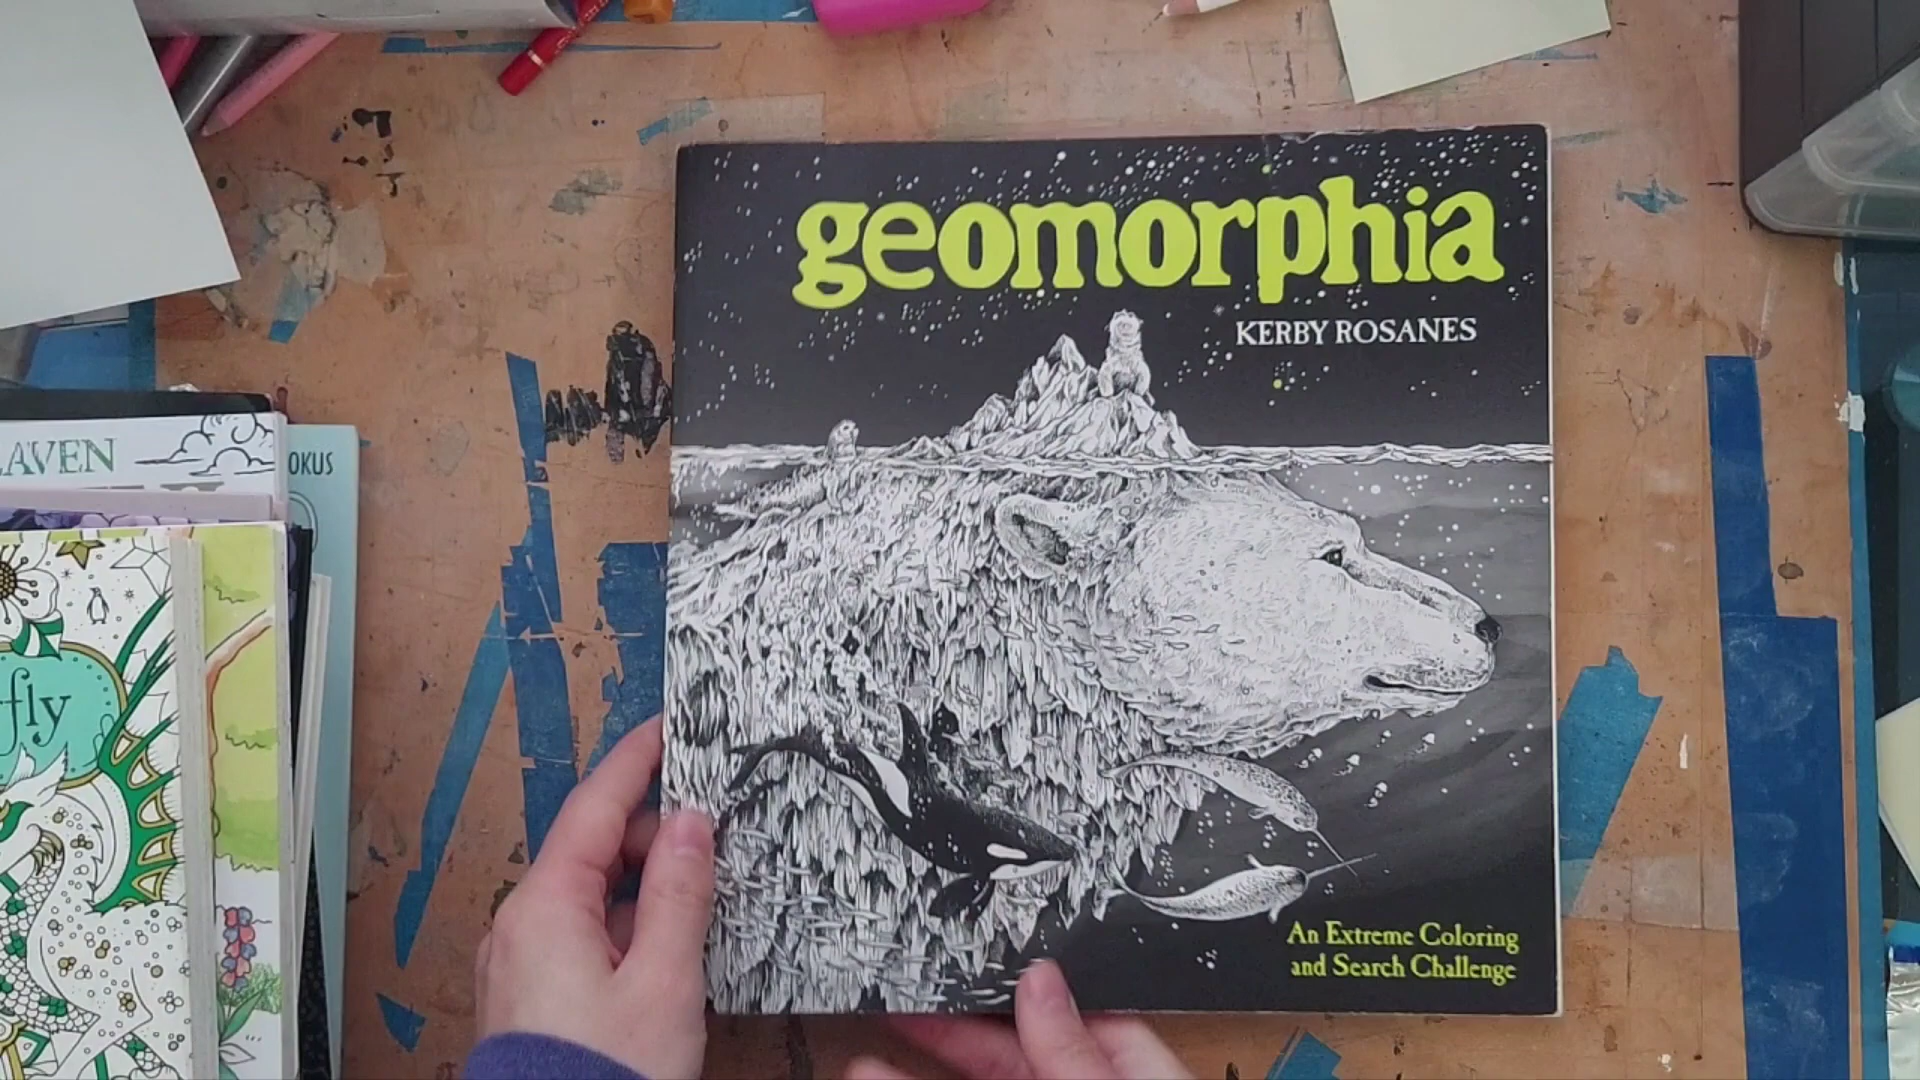 geomorphia
KERBY ROSANES
An Extreme Coloring
and Search Challenge
AVEN
OKUS
fly